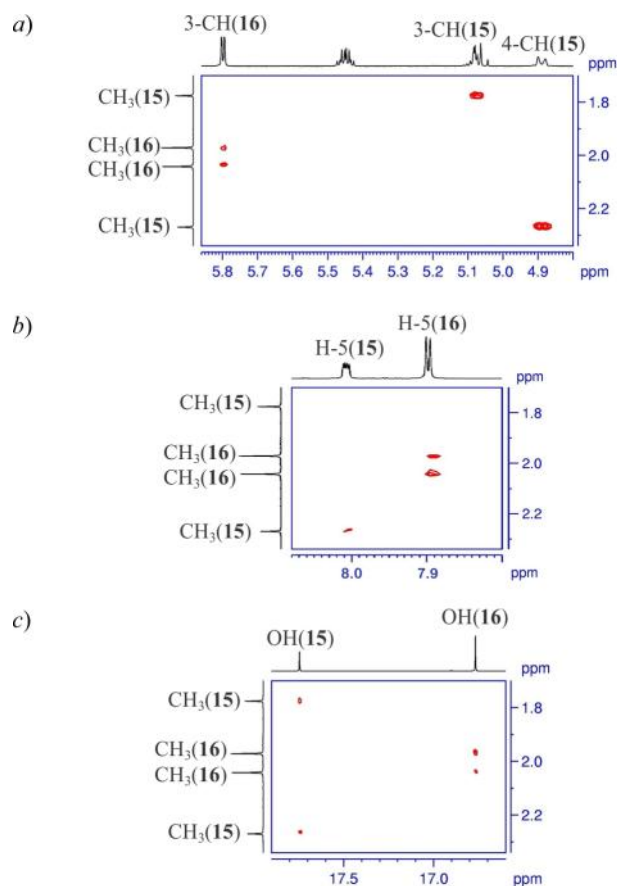 a)
3-CH(16) 3-CH(15) 4-CH(15)
ppm
CH₃(15)
CH₃(16)
CH₃(16)
CH₃(15)
1.8
2.0
2.2
5.8 5.7 5.6 5.5 5.4 5.3 5.2 5.1 5.0 4.9 ppm
b)
H-5(15) H-5(16)
ppm
CH₃(15)
CH₃(16)
CH₃(16)
CH₃(15)
1.8
2.0
2.2
8.0 7.9 ppm
c)
OH(15) OH(16)
ppm
CH₃(15)
CH₃(16)
CH₃(16)
CH₃(15)
1.8
2.0
2.2
17.5 17.0 ppm